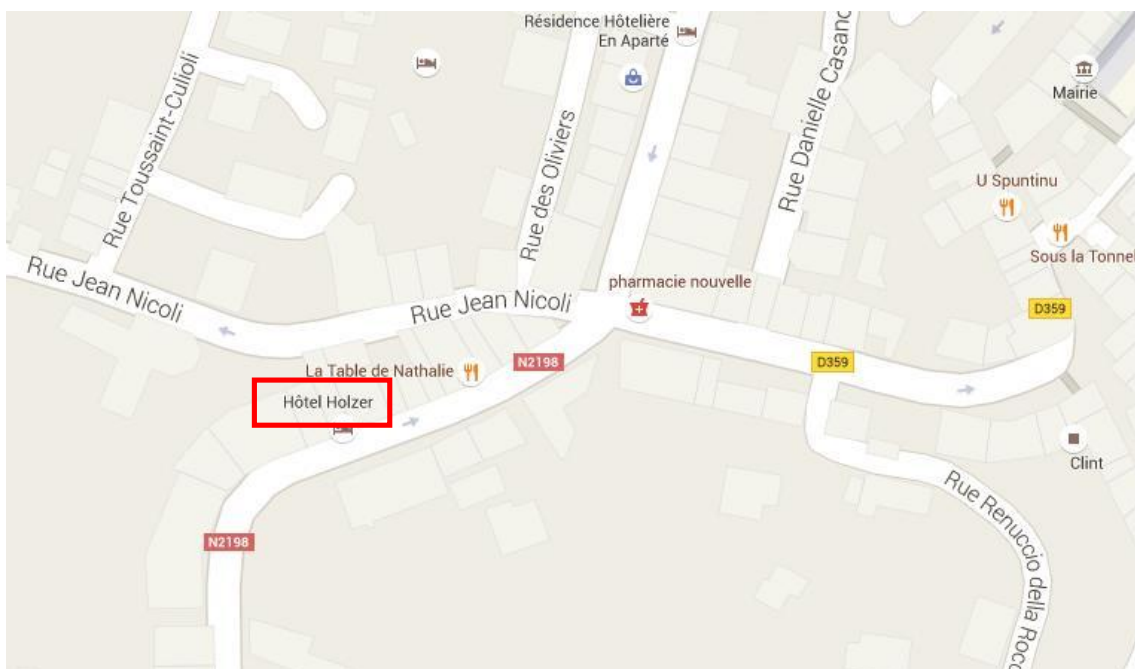 Résidence Hôtelière
En Aparté
Mairie
Rue Toussaint-Culioli
Rue des Oliviers
Rue Danielle Casano
U Spuntinu
Sous la Tonnel
Rue Jean Nicoli
Rue Jean Nicoli
pharmacie nouvelle
D359
La Table de Nathalie
N2198
D359
Hôtel Holzer
Clint
Rue Renuccio della Rocc
N2198